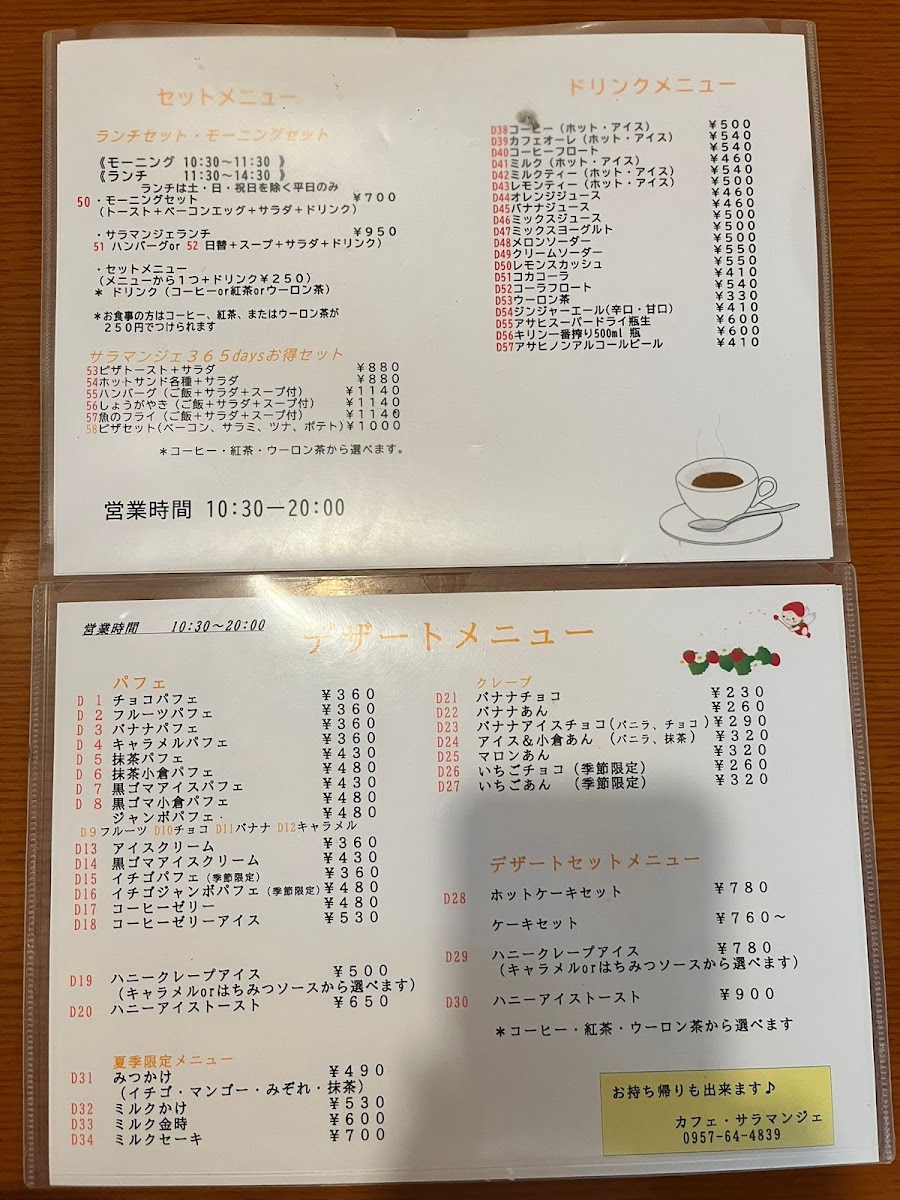 セットメニュー
ランチセット・モーニングセット
《モーニング 10:30～11:30 》
《ランチ 11:30～14:30 》
ランチは土・日・祝日を除く平日のみ
50 ・モーニングセット ￥７００
（トースト＋ベーコンエッグ＋サラダ＋ドリンク）
・サラマンジェランチ ￥９５０
51 ハンバーグor 52 日替＋スープ＋サラダ＋ドリンク）
・セットメニュー
（メニューから１つ＋ドリンク￥２５０）
＊ ドリンク（コーヒーor紅茶orウーロン茶）
＊お食事の方はコーヒー、紅茶、またはウーロン茶が
２５０円でつけられます
サラマンジェ３６５daysお得セット
53ピザトースト＋サラダ ￥８８０
54ホットサンド各種＋サラダ ￥８８０
55ハンバーグ（ご飯＋サラダ＋スープ付） ￥１１４０
56しょうがやき（ご飯＋サラダ＋スープ付） ￥１１４０
57魚のフライ（ご飯＋サラダ＋スープ付） ￥１１４０
58ピザセット(ベーコン、サラミ、ツナ、ポテト) ￥１０００
＊コーヒー・紅茶・ウーロン茶から選べます。
営業時間 10:30―20:00
ドリンクメニュー
D38コーヒー（ホット・アイス） ￥５００
D39カフェオーレ（ホット・アイス） ￥５４０
D40コーヒーフロート ￥５４０
D41ミルク（ホット・アイス） ￥４６０
D42ミルクティー（ホット・アイス） ￥５４０
D43レモンティー（ホット・アイス） ￥５００
D44オレンジジュース ￥４６０
D45バナナジュース ￥４６０
D46ミックスジュース ￥５００
D47ミックスヨーグルト ￥５００
D48メロンソーダー ￥５００
D49クリームソーダー ￥５５０
D50レモンスカッシュ ￥５５０
D51コカコーラ ￥４１０
D52コーラフロート ￥５４０
D53ウーロン茶 ￥３３０
D54ジンジャーエール(辛口・甘口) ￥４１０
D55アサヒスーパードライ瓶生 ￥６００
D56キリン一番搾り500ml 瓶 ￥６００
D57アサヒノンアルコールビール ￥４１０
営業時間 10:30～20:00
デザートメニュー
パフェ
D 1 チョコパフェ ￥３６０
D 2 フルーツパフェ ￥３６０
D 3 バナナパフェ ￥３６０
D 4 キャラメルパフェ ￥３６０
D 5 抹茶パフェ ￥４３０
D 6 抹茶小倉パフェ ￥４８０
D 7 黒ゴマアイスパフェ ￥４３０
D 8 黒ゴマ小倉パフェ ￥４８０
ジャンボパフェ ￥４８０
D9フルーツ D10チョコ D11バナナ D12キャラメル
D13 アイスクリーム ￥３６０
D14 黒ゴマアイスクリーム ￥４３０
D15 イチゴパフェ（季節限定） ￥３６０
D16 イチゴジャンボパフェ（季節限定） ￥４８０
D17 コーヒーゼリー ￥４８０
D18 コーヒーゼリーアイス ￥５３０
D19 ハニークレープアイス ￥５００
（キャラメルorはちみつソースから選べます）
D20 ハニーアイストースト ￥６５０
夏季限定メニュー
D31 みつかけ ￥４９０
（イチゴ・マンゴー・みぞれ・抹茶）
D32 ミルクかけ ￥５３０
D33 ミルク金時 ￥６００
D34 ミルクセーキ ￥７００
クレープ
D21 バナナチョコ ￥２３０
D22 バナナあん ￥２６０
D23 バナナアイスチョコ(バニラ、チョコ) ￥２９０
D24 アイス＆小倉あん （バニラ、抹茶） ￥３２０
D25 マロンあん ￥３２０
D26 いちごチョコ（季節限定） ￥２６０
D27 いちごあん （季節限定） ￥３２０
デザートセットメニュー
D28 ホットケーキセット ￥７８０
ケーキセット ￥７６０～
D29 ハニークレープアイス ￥７８０
（キャラメルorはちみつソースから選べます）
D30 ハニーアイストースト ￥９００
＊コーヒー・紅茶・ウーロン茶から選べます
お持ち帰りも出来ます♪
カフェ・サラマンジェ
0957-64-4839